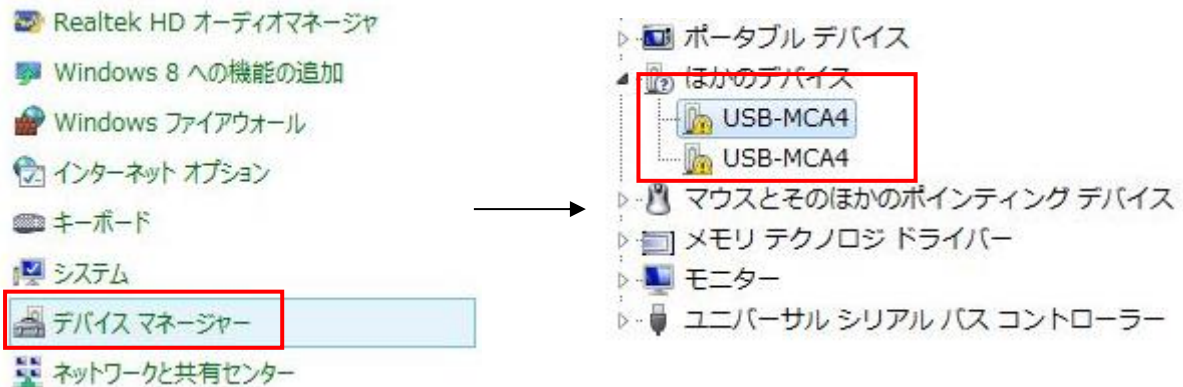 Realtek HD オーディオマネージャ
Windows 8 への機能の追加
Windows ファイアウォール
インターネット オプション
キーボード
システム
デバイス マネージャー
ネットワークと共有センター
ポータブル デバイス
ほかのデバイス
USB-MCA4
USB-MCA4
マウスとそのほかのポインティング デバイス
メモリ テクノロジ ドライバー
モニター
ユニバーサル シリアル バス コントローラー